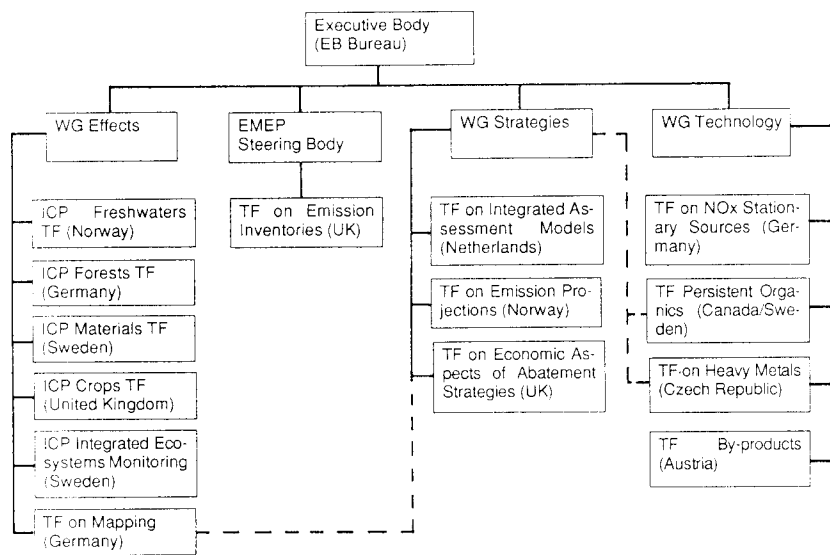 Executive Body
(EB Bureau)
WG Effects
EMEP
Steering Body
WG Strategies
WG Technology
ICP Freshwaters
TF (Norway)
ICP Forests TF
(Germany)
ICP Materials TF
(Sweden)
ICP Crops TF
(United Kingdom)
ICP Integrated Eco-
systems Monitoring
(Sweden)
TF on Mapping
(Germany)
TF on Emission
Inventories (UK)
TF on Integrated As-
sessment Models
(Netherlands)
TF on Emission Pro-
jections (Norway)
TF on Economic As-
pects of Abatement
Strategies (UK)
TF on NOx Station-
ary Sources (Ger-
many)
TF Persistent Orga-
nics (Canada/Swe-
den)
TF on Heavy Metals
(Czech Republic)
TF By-products
(Austria)